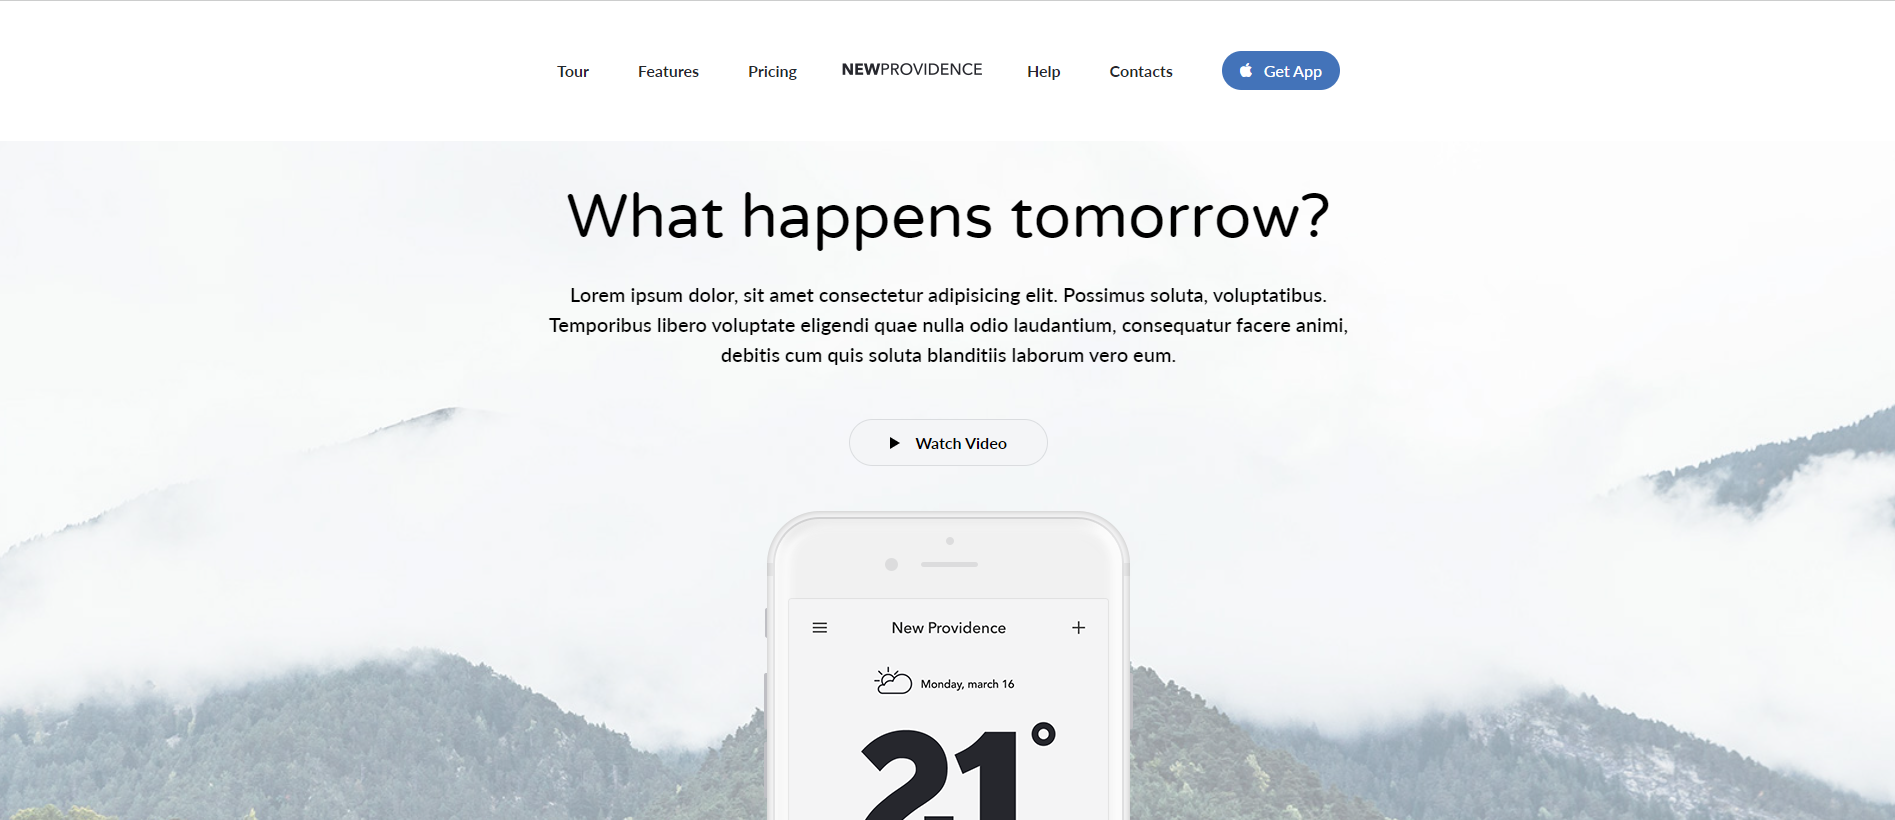 Tour Features Pricing NEWPROVIDENCE Help Contacts Get App
What happens tomorrow?
Lorem ipsum dolor, sit amet consectetur adipisicing elit. Possimus soluta, voluptatibus.
Temporibus libero voluptate eligendi quae nulla odio laudantium, consequatur facere animi,
debitis cum quis soluta blanditiis laborum vero eum.
Watch Video
New Providence +
Monday, march 16
21°